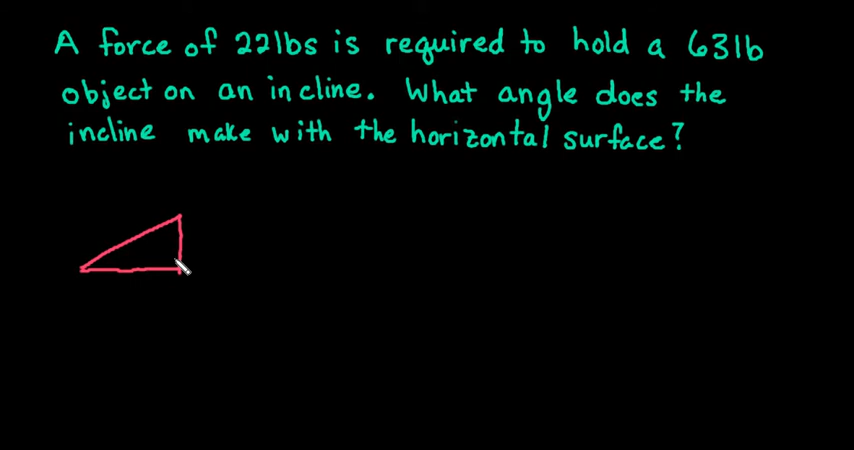 A force of 22lbs is required to hold a 63lb
object on an incline. What angle does the
incline make with the horizontal surface?